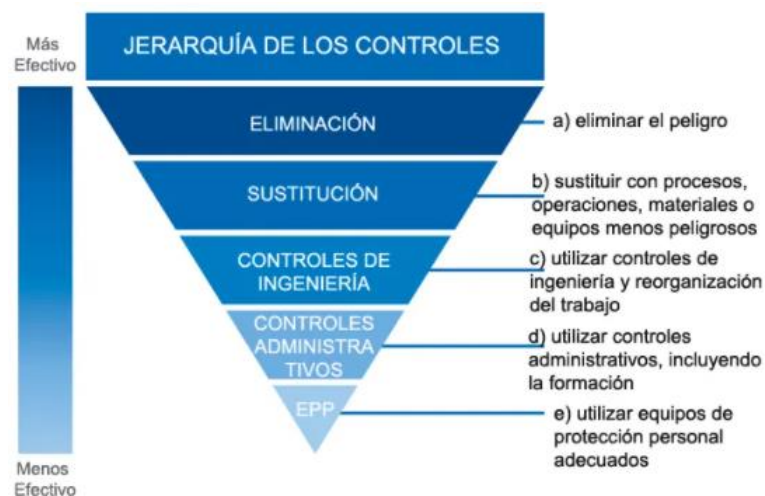 Más
Efectivo
JERARQUÍA DE LOS CONTROLES
ELIMINACIÓN
a) eliminar el peligro
SUSTITUCIÓN
b) sustituir con procesos,
operaciones, materiales o
equipos menos peligrosos
CONTROLES DE
INGENIERÍA
c) utilizar controles de
ingeniería y reorganización
del trabajo
CONTROLES
ADMINISTRA
TIVOS
d) utilizar controles
administrativos, incluyendo
la formación
EPP
e) utilizar equipos de
protección personal
adecuados
Menos
Efectivo